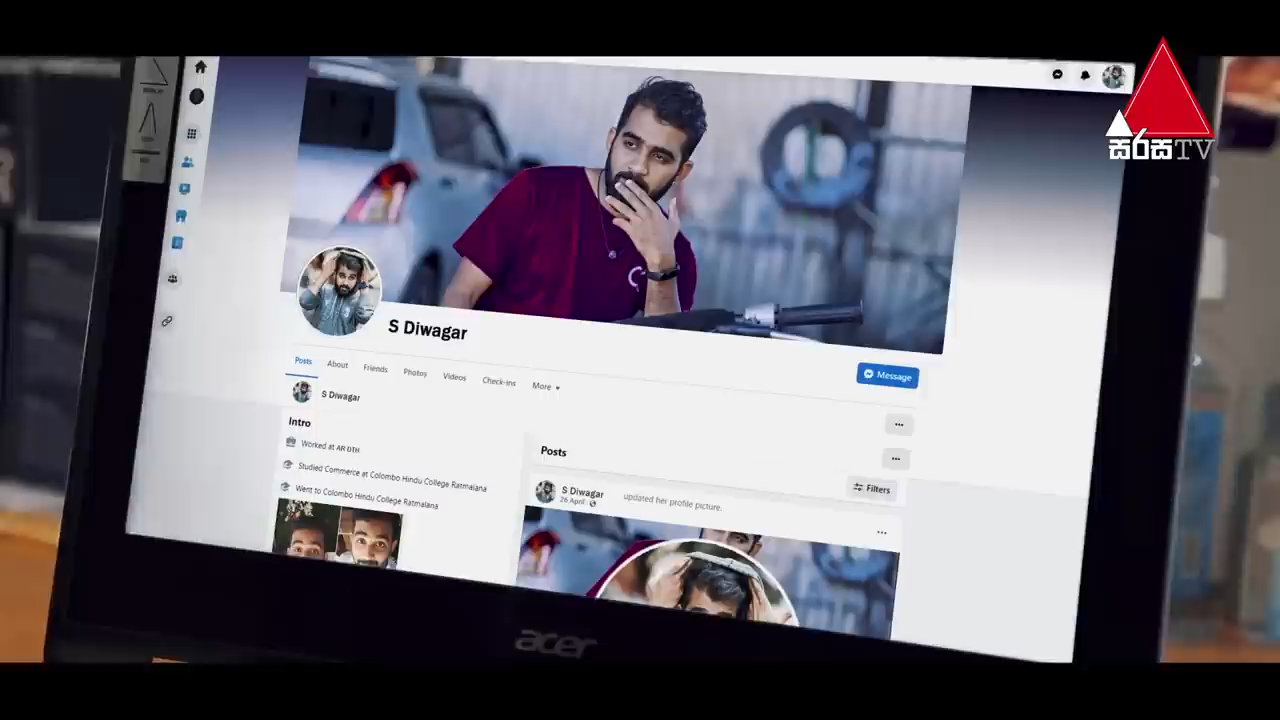 සිරස TV
S Diwagar
Message
Posts About Friends Photos Videos Check-ins More
S Diwagar
Intro
Worked at AR DTH
Studied Commerce at Colombo Hindu College Ratmalana
Went to Colombo Hindu College Ratmalana
Posts
Filters
S Diwagar updated her profile picture.
26 April
acer